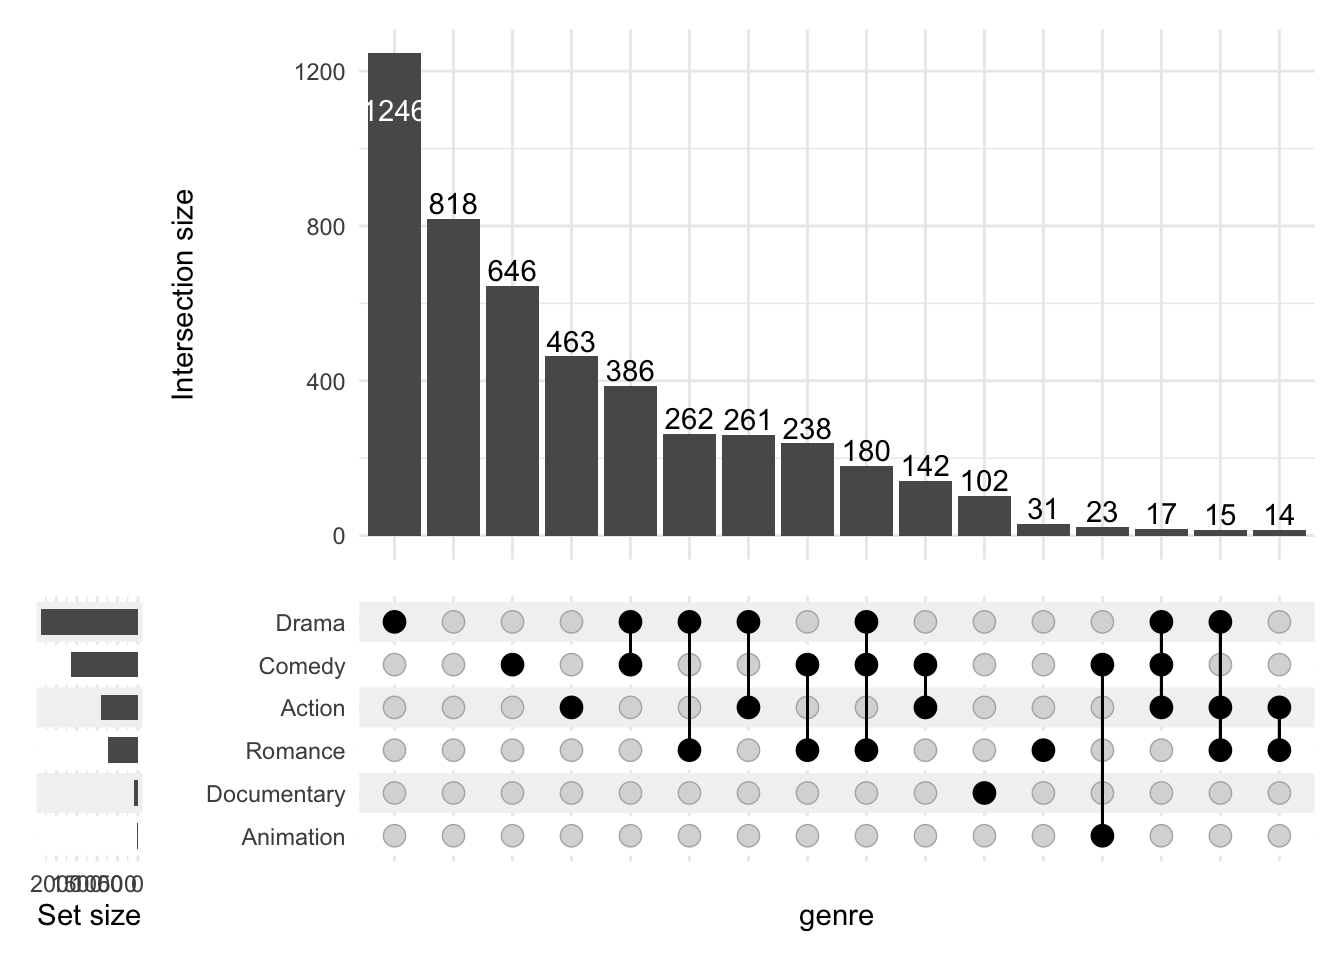 1200
800
400
0
Intersection size
1246
818
646
463
386
262
261
238
180
142
102
31
23
17
15
14
Drama
Comedy
Action
Romance
Documentary
Animation
0
Set size
genre